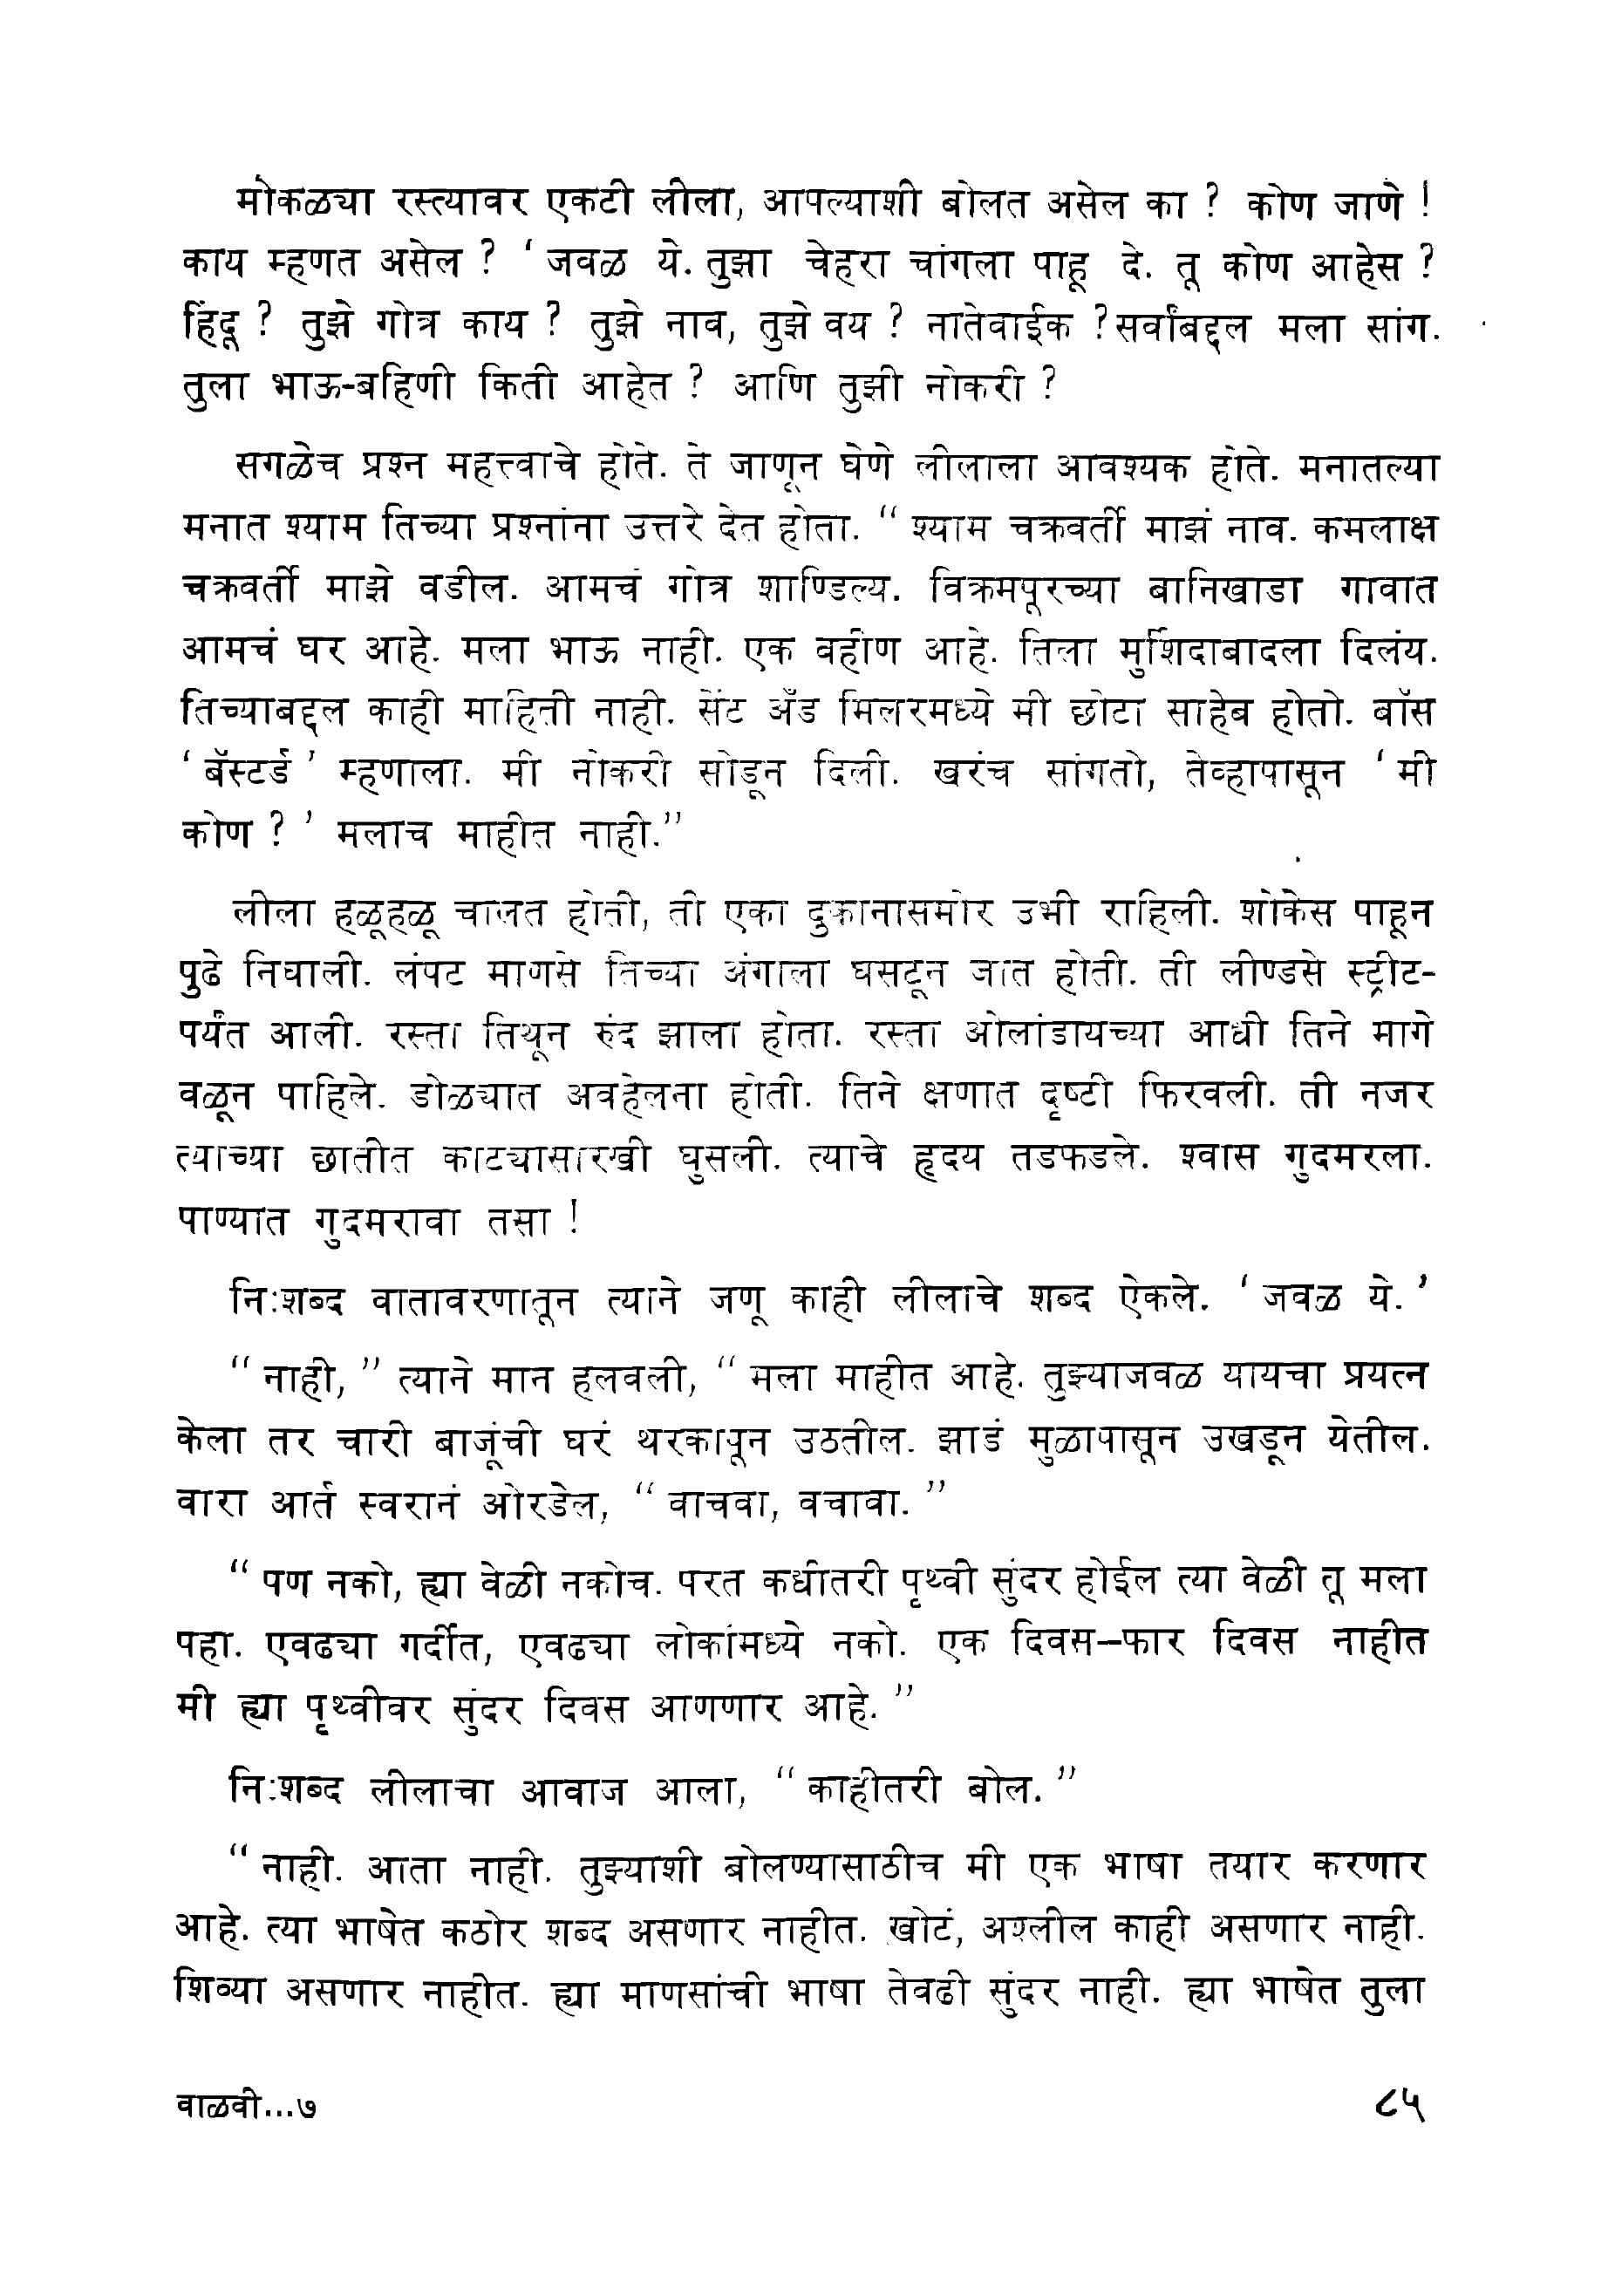 मोकळ्या रस्त्यावर एकटी लीला, आपल्याशी बोलत असेल का ? कोण जाणे !
काय म्हणत असेल ? ‘ जवळ ये. तुझा चेहरा चांगला पाहू दे. तू कोण आहेस ?
हिंदू ? तुझे गोत्र काय ? तुझे नाव, तुझे वय ? नातेवाईक ? सर्वांबद्दल मला सांग.
तुला भाऊ-बहिणी किती आहेत ? आणि तुझी नोकरी ?
सगळेच प्रश्न महत्त्वाचे होते. ते जाणून घेणे लीलाला आवश्यक होते. मनातल्या
मनात श्याम तिच्या प्रश्नांना उत्तरे देत होता. “ श्याम चक्रवर्ती माझं नाव. कमलाक्ष
चक्रवर्ती माझे वडील. आमचं गोत्र शाण्डिल्य. विक्रमपूरच्या बानिखाडा गावात
आमचं घर आहे. मला भाऊ नाही. एक बहीण आहे. तिला मुर्शिदाबादला दिलंय.
तिच्याबद्दल काही माहिती नाही. सेंट अँड मिलरमध्ये मी छोटा साहेब होतो. बॉस
‘ बॅस्टर्ड ’ म्हणाला. मी नोकरी सोडून दिली. खरंच सांगतो, तेव्हापासून ‘ मी
कोण ? ’ मलाच माहीत नाही.”
लीला हळूहळू चालत होती, ती एका दुकानासमोर उभी राहिली. शोकेस पाहून
पुढे निघाली. लंपट माणसे तिच्या अंगाला घसटून जात होती. ती लीण्डसे स्ट्रीट-
पर्यंत आली. रस्ता तिथून रुंद झाला होता. रस्ता ओलांडायच्या आधी तिने मागे
वळून पाहिले. डोळ्यात अवहेलना होती. तिने क्षणात दृष्टी फिरवली. ती नजर
त्याच्या छातीत काट्यासारखी घुसली. त्याचे हृदय तडफडले. श्वास गुदमरला.
पाण्यात गुदमरावा तसा !
नि:शब्द वातावरणातून त्याने जणू काही लीलाचे शब्द ऐकले. ‘ जवळ ये. ’
“ नाही, ” त्याने मान हलवली, “ मला माहीत आहे. तुझ्याजवळ यायचा प्रयत्न
केला तर चारी बाजूंची घरं थरकापून उठतील. झाडं मुळापासून उखडून येतील.
वारा आर्त स्वरानं ओरडेल, “ वाचवा, वचावा. ”
“ पण नको, ह्या वेळी नकोच. परत कधीतरी पृथ्वी सुंदर होईल त्या वेळी तू मला
पहा. एवढ्या गर्दीत, एवढ्या लोकांमध्ये नको. एक दिवस–फार दिवस नाहीत
मी ह्या पृथ्वीवर सुंदर दिवस आणणार आहे. ”
नि:शब्द लीलाचा आवाज आला, “ काहीतरी बोल. ”
“ नाही. आता नाही. तुझ्याशी बोलण्यासाठीच मी एक भाषा तयार करणार
आहे. त्या भाषेत कठोर शब्द असणार नाहीत. खोटं, अश्लील काही असणार नाही.
शिव्या असणार नाहीत. ह्या माणसांची भाषा तेवढी सुंदर नाही. ह्या भाषेत तुला
वाळवी...७
८५